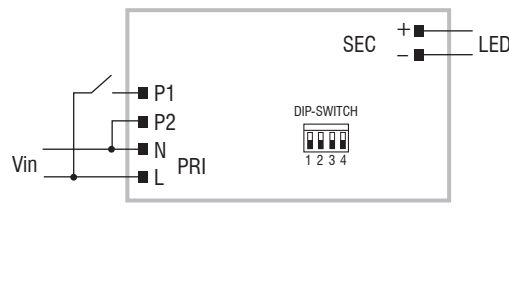 +
SEC
LED
–
P1
P2
DIP-SWITCH
N
Vin
PRI
L
1 2 3 4